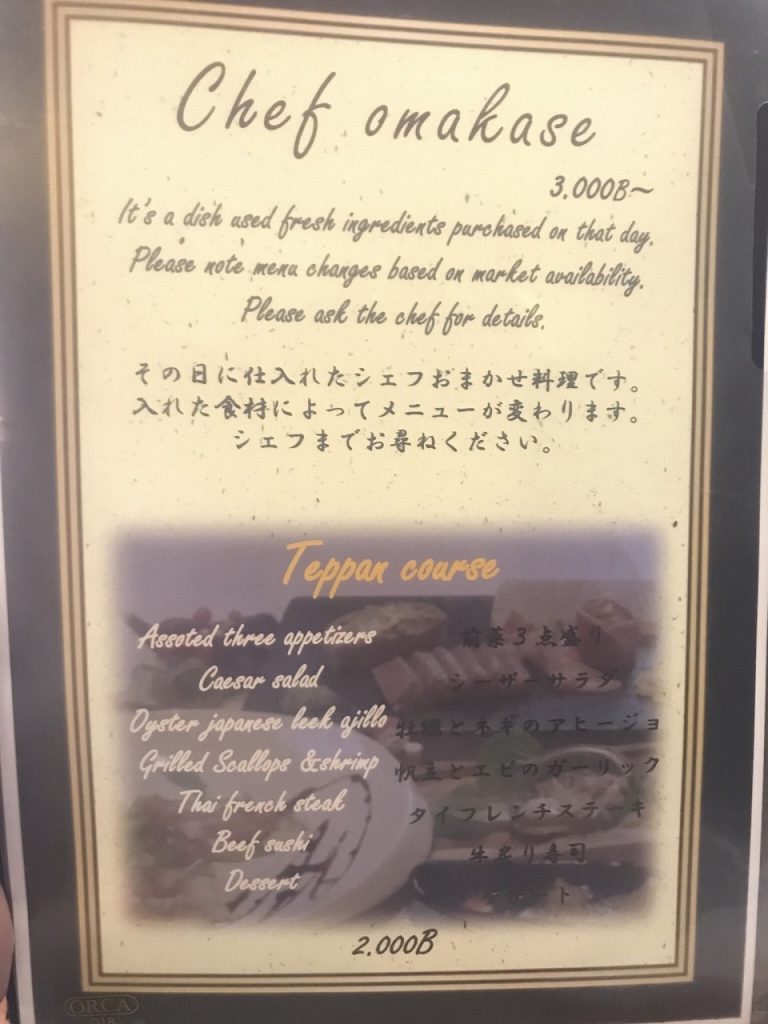 Chef omakase
3.000B～
It's a dish used fresh ingredients purchased on that day.
Please note menu changes based on market availability.
Please ask the chef for details.
その日に仕入れたシェフおまかせ料理です。
入れた食材によってメニューが変わります。
シェフまでお尋ねください。
Teppan course
Assoted three appetizers 前菜3点盛り
Caesar salad シーザーサラダ
Oyster japanese leek ajillo 牡蠣とネギのアヒージョ
Grilled Scallops &shrimp 帆立とエビのガーリック
Thai french steak タイフレンチステーキ
Beef sushi 牛炙り寿司
Dessert デザート
2.000B
ORCA